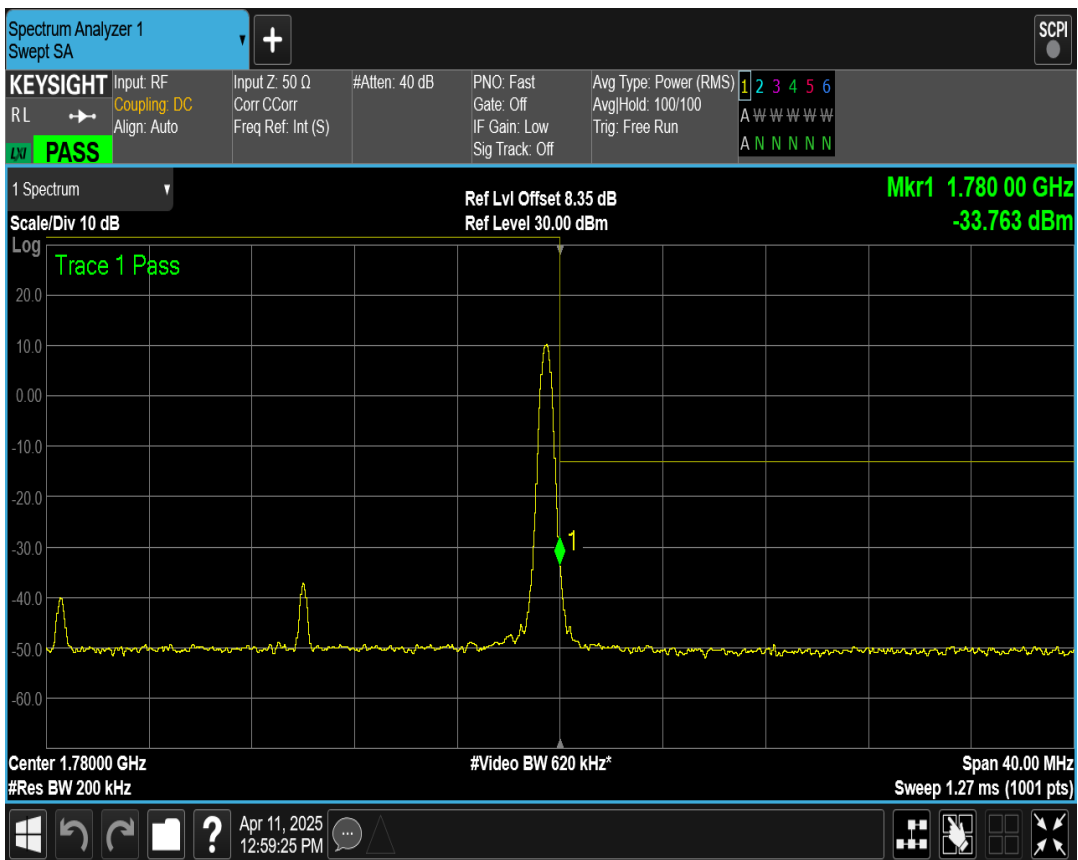 Spectrum Analyzer 1
Swept SA
+
SCPI
KEYSIGHT
RL
LXI PASS
Input: RF
Coupling: DC
Align: Auto
Input Z: 50 Ω
Corr CCorr
Freq Ref: Int (S)
#Atten: 40 dB
PNO: Fast
Gate: Off
IF Gain: Low
Sig Track: Off
Avg Type: Power (RMS)
Avg|Hold: 100/100
Trig: Free Run
1 2 3 4 5 6
A W W W W W
A N N N N N
1 Spectrum
Scale/Div 10 dB
Ref Lvl Offset 8.35 dB
Ref Level 30.00 dBm
Mkr1 1.780 00 GHz
-33.763 dBm
Log
Trace 1 Pass
20.0
10.0
0.00
-10.0
-20.0
-30.0
-40.0
-50.0
-60.0
1
Center 1.78000 GHz
#Res BW 200 kHz
#Video BW 620 kHz*
Span 40.00 MHz
Sweep 1.27 ms (1001 pts)
?
Apr 11, 2025
12:59:25 PM